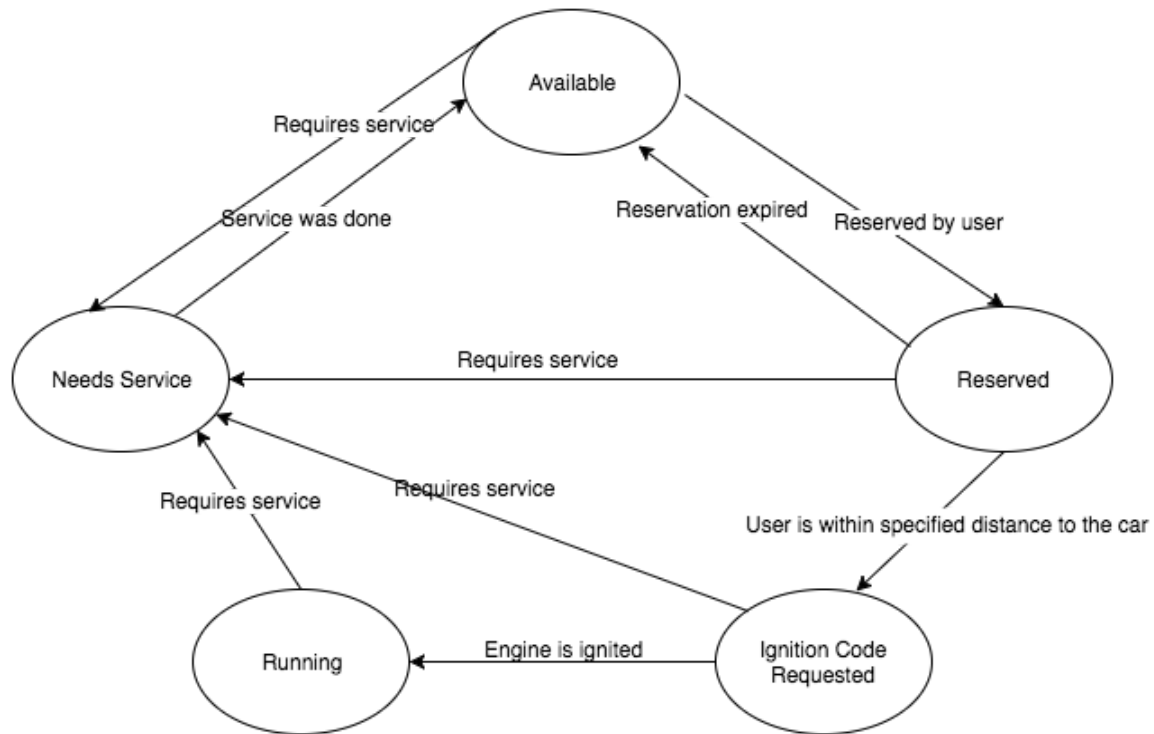 Available
Requires service
Service was done
Reservation expired
Reserved by user
Needs Service
Requires service
Reserved
Requires service
Requires service
User is within specified distance to the car
Running
Engine is ignited
Ignition Code
Requested